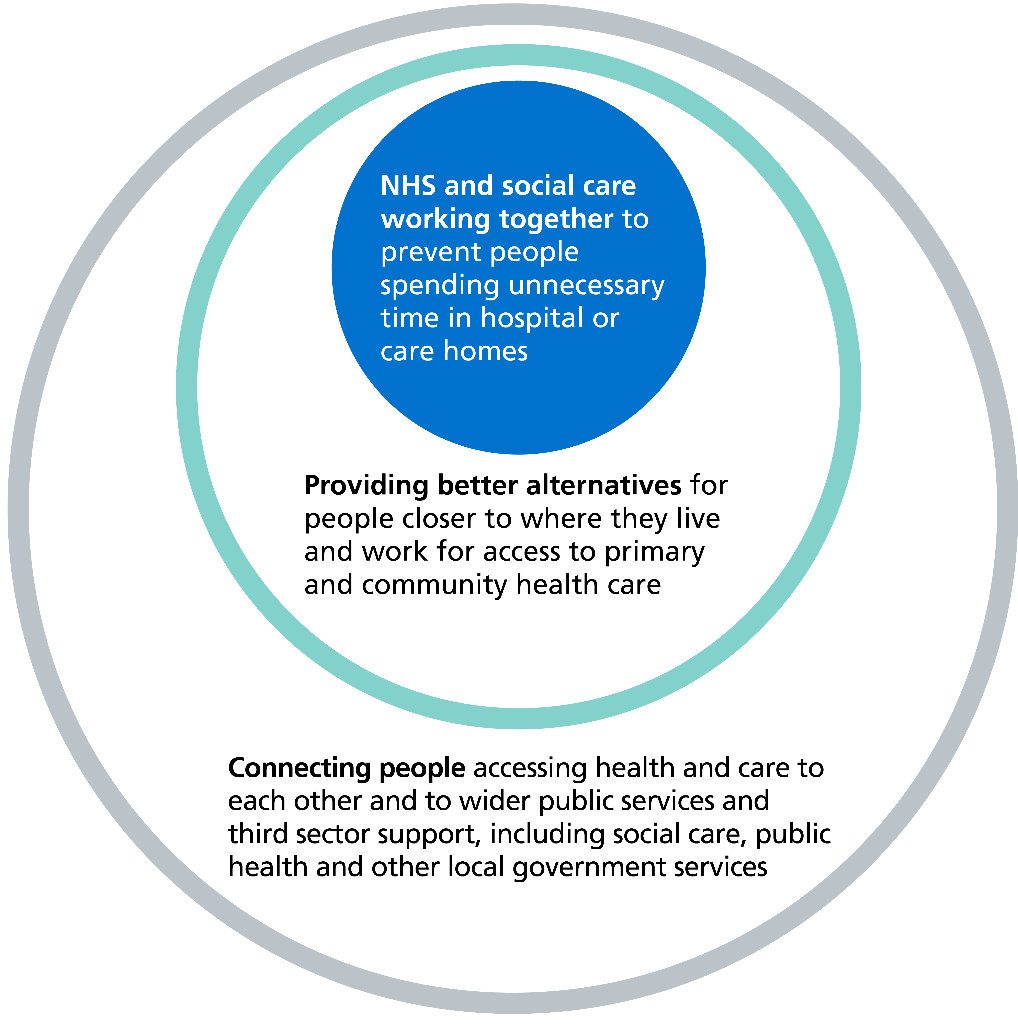 NHS and social care
working together to
prevent people
spending unnecessary
time in hospital or
care homes
Providing better alternatives for
people closer to where they live
and work for access to primary
and community health care
Connecting people accessing health and care to
each other and to wider public services and
third sector support, including social care, public
health and other local government services